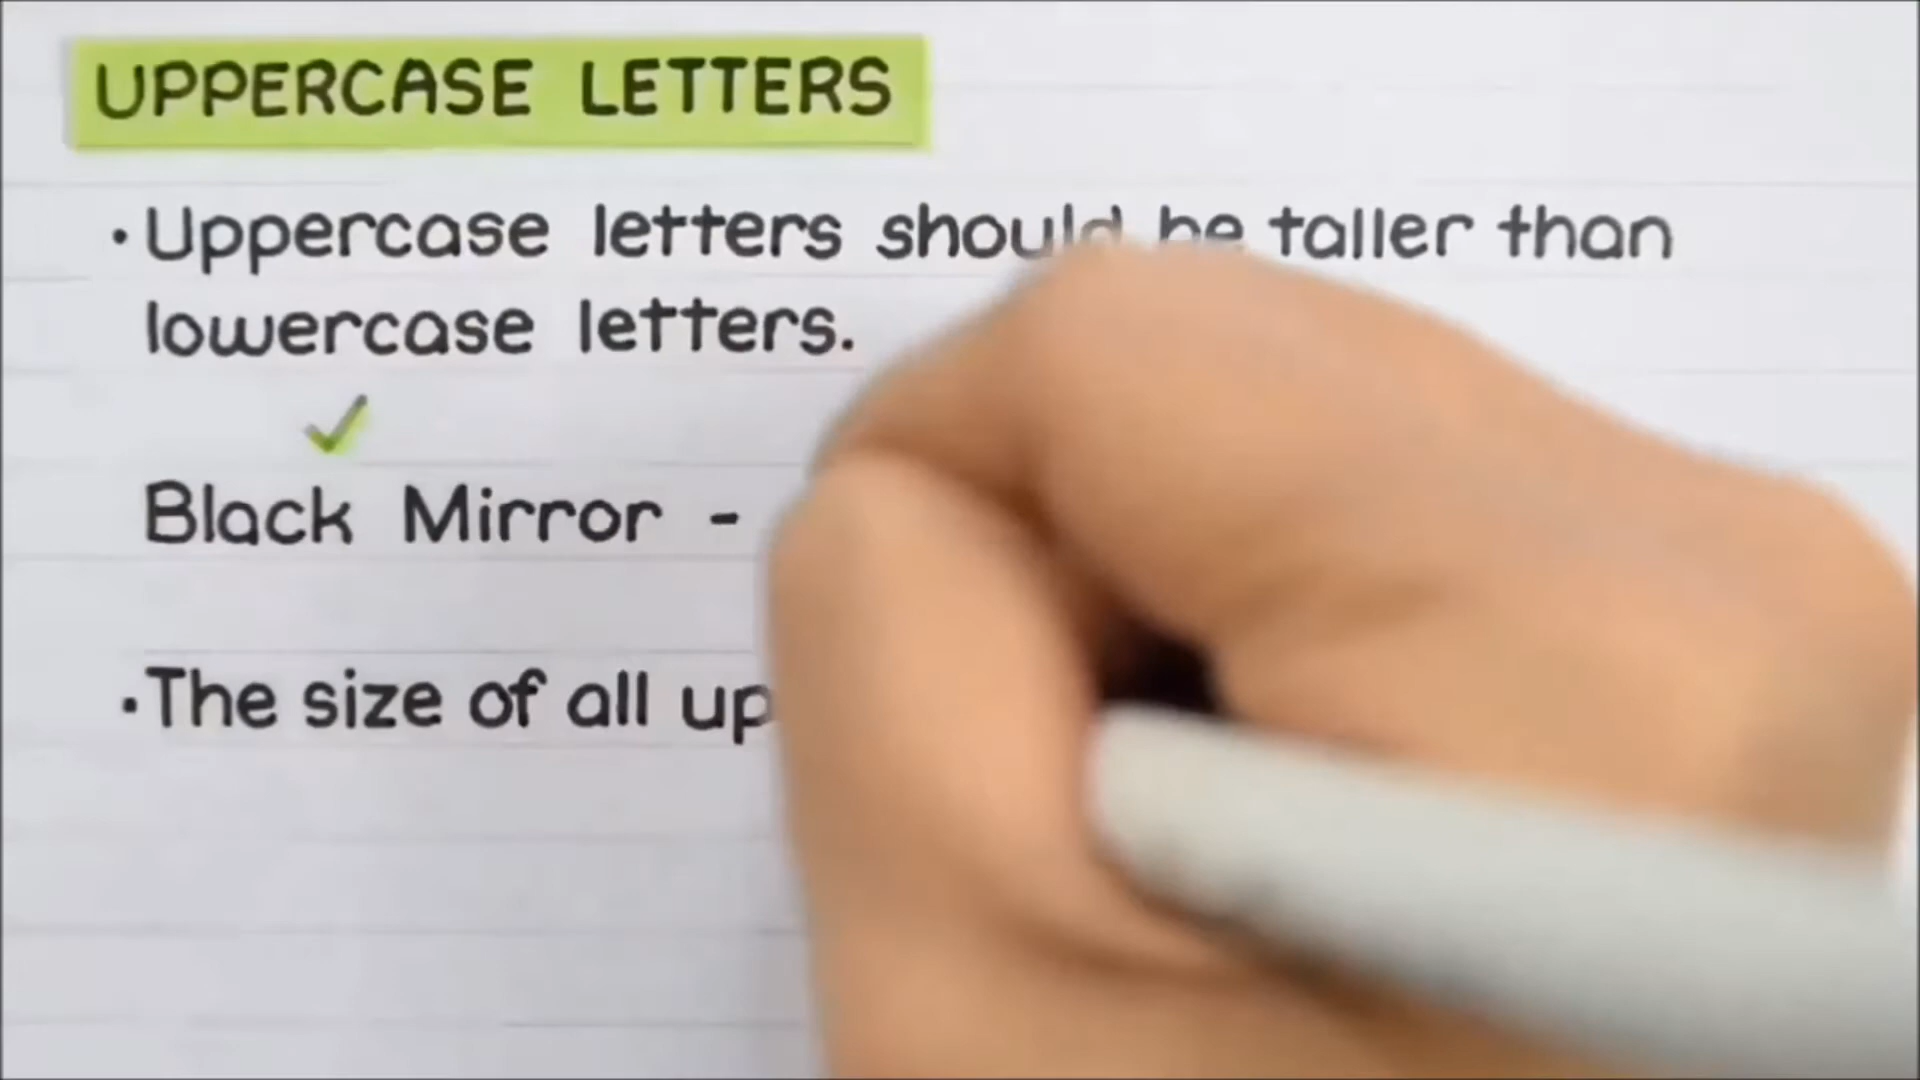 UPPERCASE LETTERS
· Uppercase letters should be taller than
lowercase letters.
✓
Black Mirror -
· The size of all up